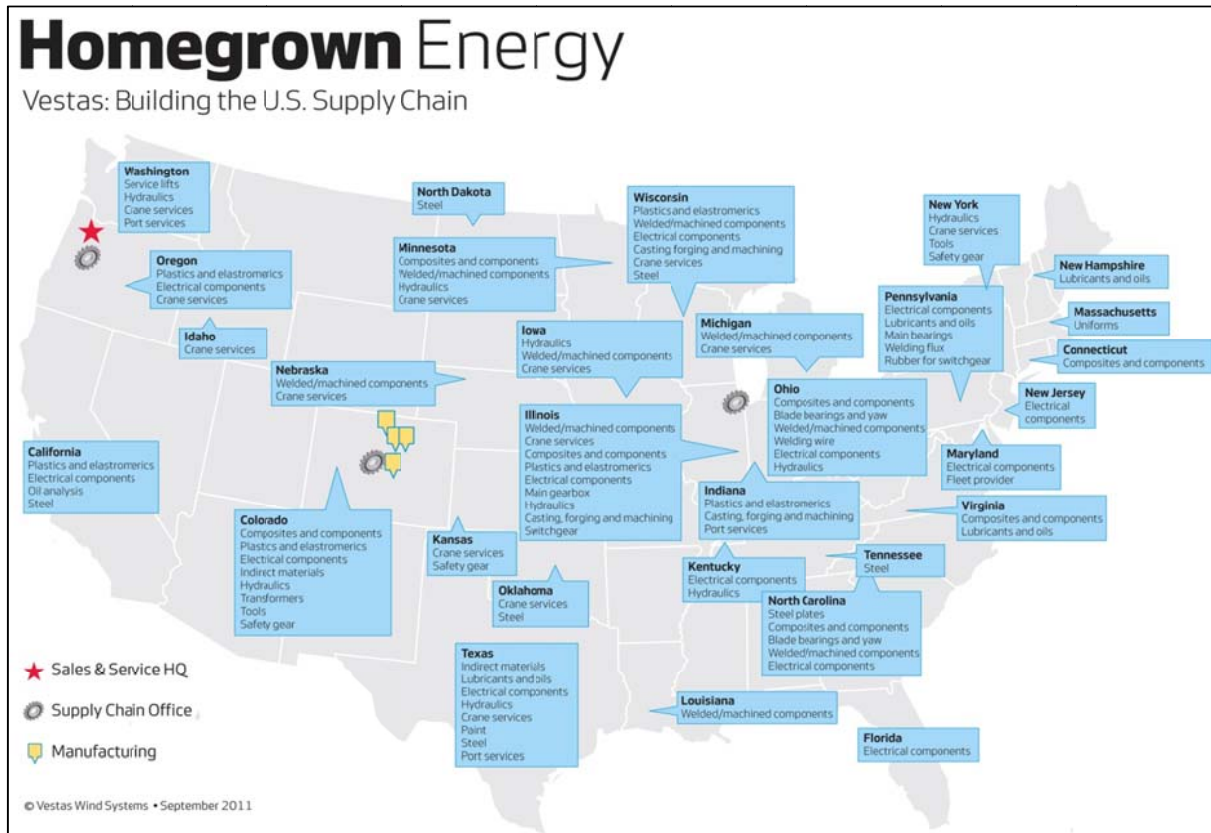 Homegrown Energy
Vestas: Building the U.S. Supply Chain
Washington
Service lifts
Hydraulics
Crane services
Port services
Oregon
Plastics and elastromerics
Electrical components
Crane services
Idaho
Crane services
North Dakota
Steel
Minnesota
Composites and components
Welded/machined components
Hydraulics
Crane services
Wisconsin
Plastics and elastromerics
Welded/machined components
Electrical components
Casting forging and machining
Crane services
Steel
New York
Hydraulics
Crane services
Tools
Safety gear
New Hampshire
Lubricants and oils
Massachusetts
Uniforms
Connecticut
Composites and components
Pennsylvania
Electrical components
Lubricants and oils
Main bearings
Welding flux
Rubber for switchgear
Iowa
Hydraulics
Welded/machined components
Crane services
Michigan
Welded/machined components
Crane services
Nebraska
Welded/machined components
Crane services
Ohio
Composites and components
Blade bearings and yaw
Welded/machined components
Welding wire
Electrical components
Hydraulics
New Jersey
Electrical
components
Illinois
Welded/machined components
Crane services
Composites and components
Plastics and elastromerics
Electrical components
Main gearbox
Hydraulics
Casting, forging and machining
Switchgear
California
Plastics and elastromerics
Electrical components
Oil analysis
Steel
Maryland
Electrical components
Fleet provider
Indiana
Plastics and elastromerics
Casting, forging and machining
Port services
Virginia
Composites and components
Lubricants and oils
Colorado
Composites and components
Plastics and elastromerics
Electrical components
Indirect materials
Hydraulics
Transformers
Tools
Safety gear
Kansas
Crane services
Safety gear
Oklahoma
Crane services
Steel
Kentucky
Electrical components
Hydraulics
Tennessee
Steel
North Carolina
Steel plates
Composites and components
Blade bearings and yaw
Welded/machined components
Electrical components
Texas
Indirect materials
Lubricants and oils
Electrical components
Hydraulics
Crane services
Paint
Steel
Port services
Louisiana
Welded/machined components
Florida
Electrical components
Sales & Service HQ
Supply Chain Office
Manufacturing
© Vestas Wind Systems • September 2011